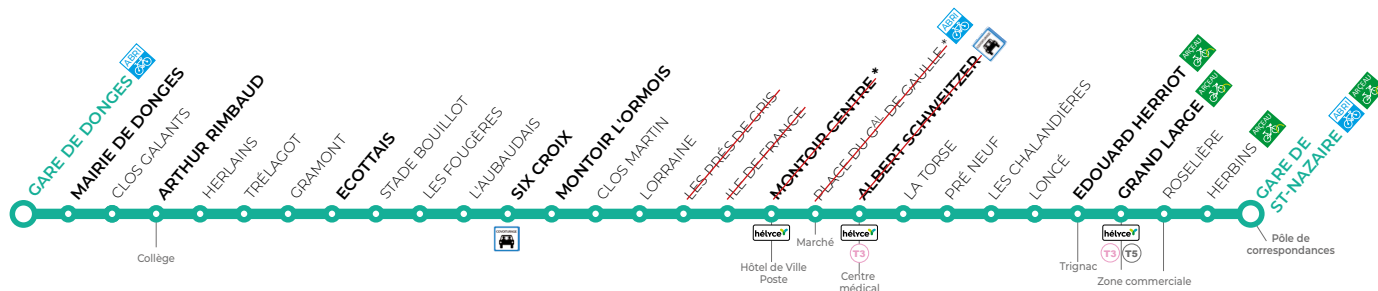 GARE DE DONGES
ABRI
MAIRIE DE DONGES
CLOS GALANTS
ARTHUR RIMBAUD
HERLAINS
TRÉLAGOT
GRAMONT
ECOTTAIS
STADE BOUILLOT
LES FOUGÈRES
L'AUBAUDAIS
SIX CROIX
MONTOIR L'ORMOIS
CLOS MARTIN
LORRAINE
LES PRÉS DE GRIS
ILE DE FRANCE
MONTOIR CENTRE *
PLACE DU GAL DE GAULLE *
ABRI
ALBERT SCHWEITZER
LA TORSE
PRÉ NEUF
LES CHALANDIÈRES
LONCÉ
EDOUARD HERRIOT
ARCEAU
GRAND LARGE
ARCEAU
ROSELIÈRE
HERBINS
ARCEAU
GARE DE
ST-NAZAIRE
ABRI
ARCEAU
Collège
hélyce
Hôtel de Ville
Poste
Marché
hélyce
T3
Centre
médical
Trignac
hélyce
T3 T5
Zone commerciale
Pôle de
correspondances